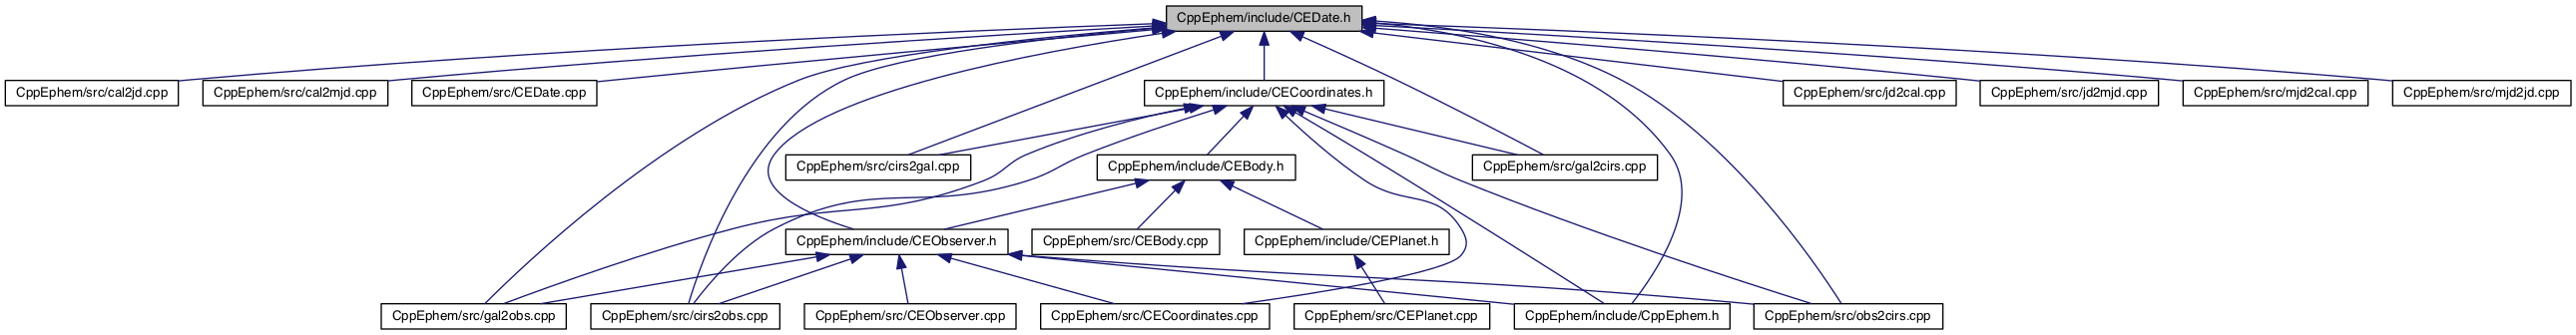 CppEphem/include/CEDate.h
CppEphem/src/cal2jd.cpp
CppEphem/src/cal2mjd.cpp
CppEphem/src/CEDate.cpp
CppEphem/include/CECoordinates.h
CppEphem/src/jd2cal.cpp
CppEphem/src/jd2mjd.cpp
CppEphem/src/mjd2cal.cpp
CppEphem/src/mjd2jd.cpp
CppEphem/src/cirs2gal.cpp
CppEphem/include/CEBody.h
CppEphem/src/gal2cirs.cpp
CppEphem/include/CEObserver.h
CppEphem/src/CEBody.cpp
CppEphem/include/CEPlanet.h
CppEphem/src/gal2obs.cpp
CppEphem/src/cirs2obs.cpp
CppEphem/src/CEObserver.cpp
CppEphem/src/CECoordinates.cpp
CppEphem/src/CEPlanet.cpp
CppEphem/include/CppEphem.h
CppEphem/src/obs2cirs.cpp